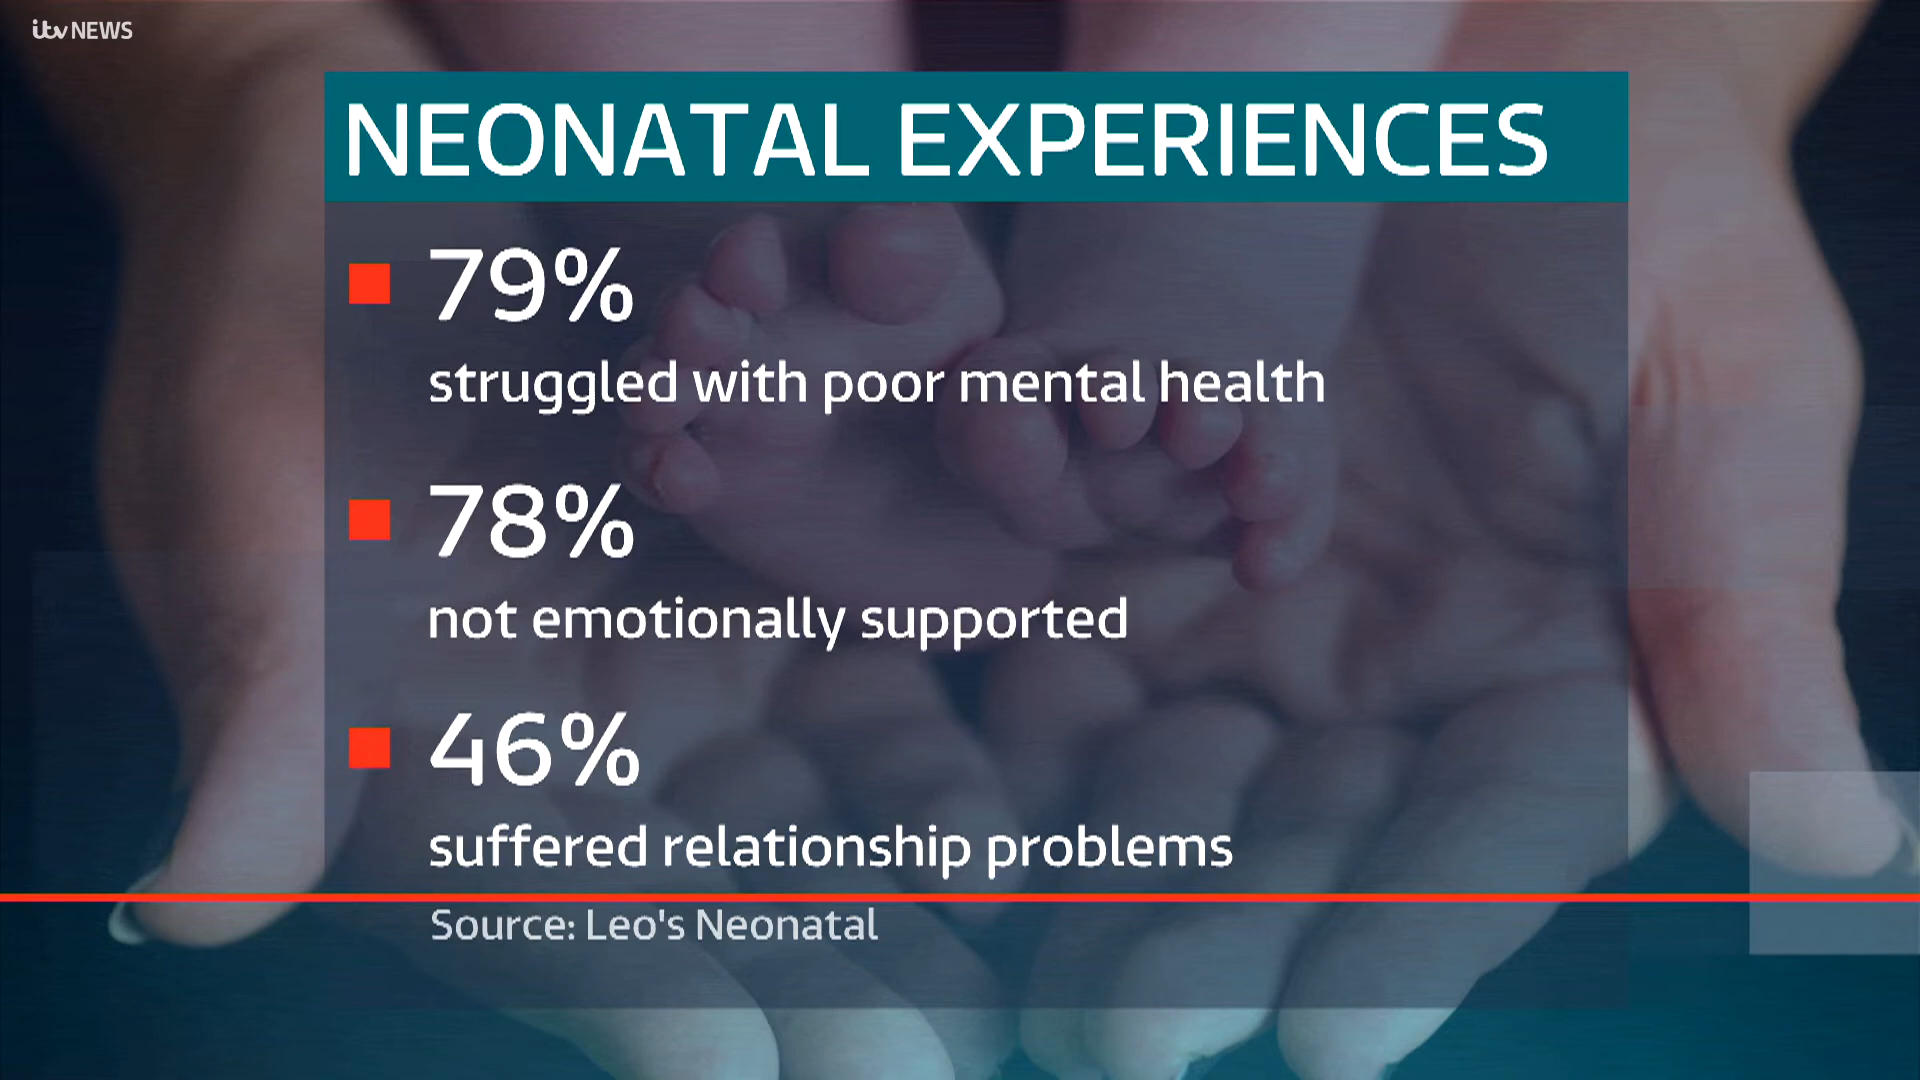 itv NEWS
NEONATAL EXPERIENCES
79%
struggled with poor mental health
78%
not emotionally supported
46%
suffered relationship problems
Source: Leo's Neonatal